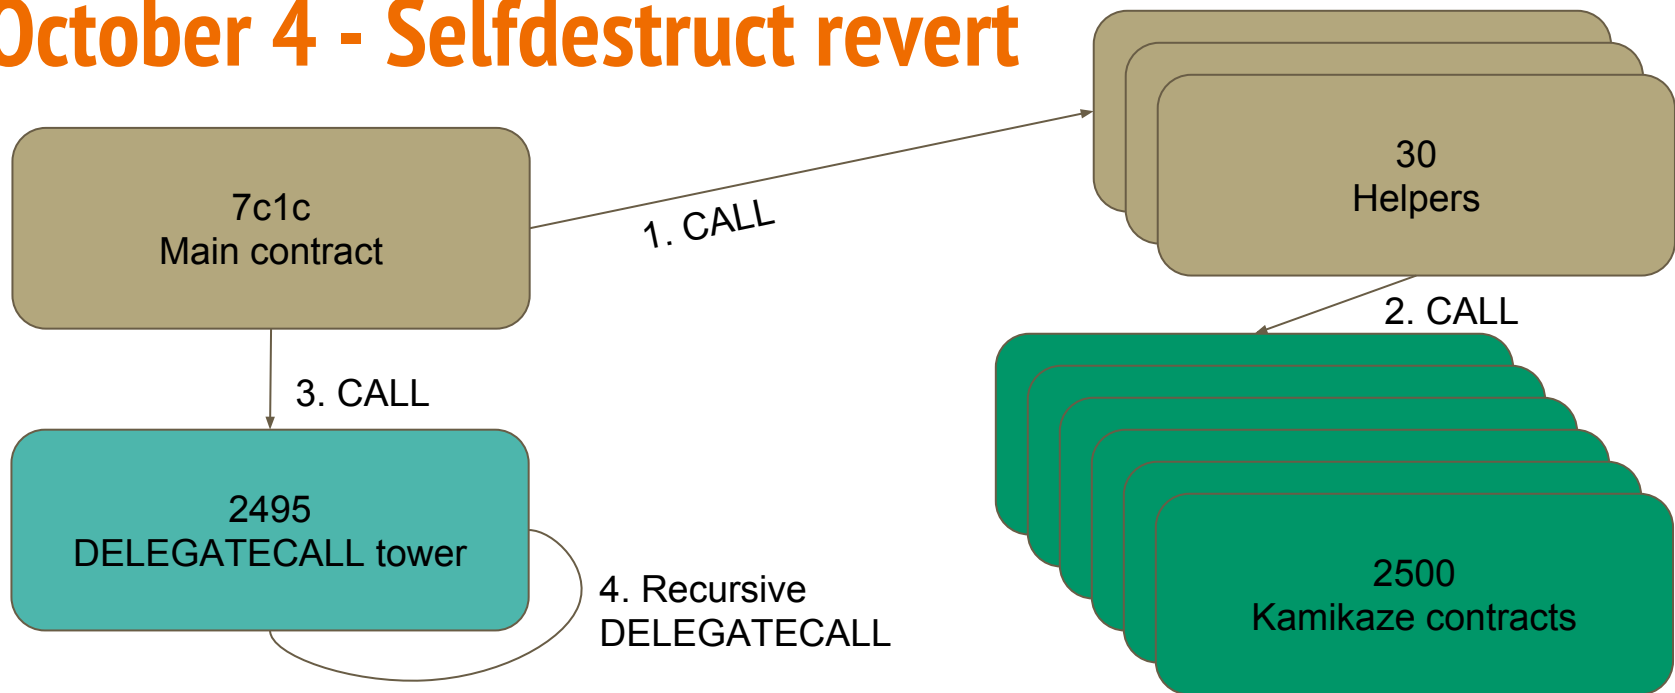 October 4 - Selfdestruct revert
7c1c
Main contract
1. CALL
30
Helpers
2. CALL
3. CALL
2495
DELEGATECALL tower
4. Recursive
DELEGATECALL
2500
Kamikaze contracts